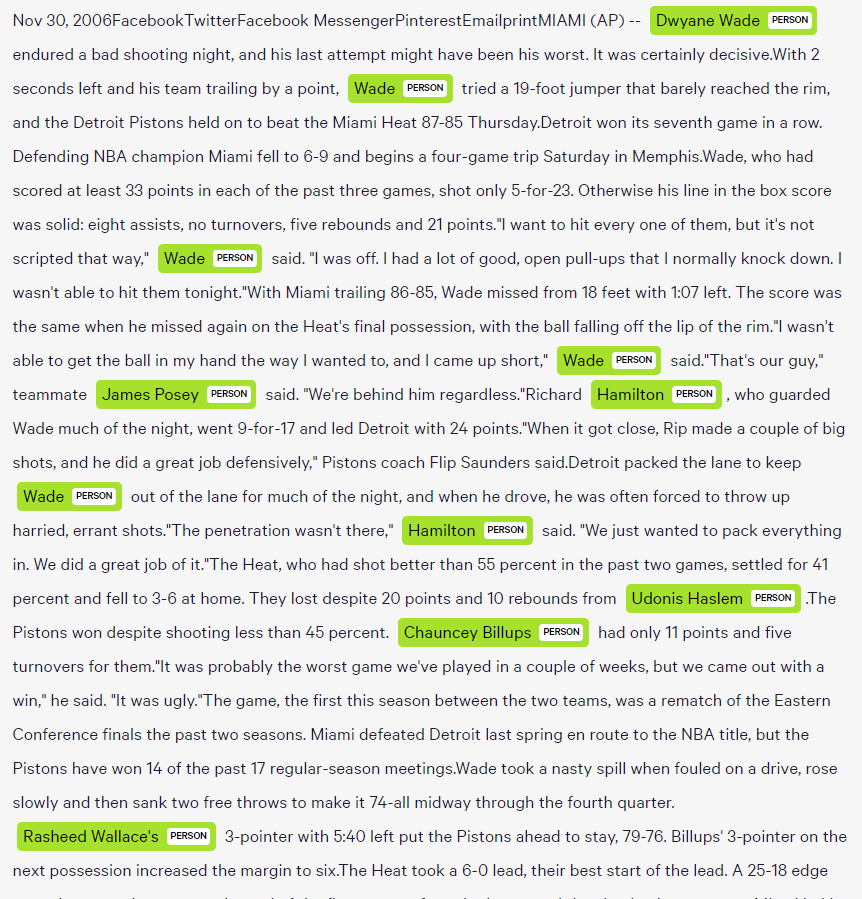 Nov 30, 2006FacebookTwitterFacebook MessengerPinterestEmailprintMIAMI (AP) -- Dwyane Wade PERSON
endured a bad shooting night, and his last attempt might have been his worst. It was certainly decisive.With 2
seconds left and his team trailing by a point, Wade PERSON tried a 19-foot jumper that barely reached the rim,
and the Detroit Pistons held on to beat the Miami Heat 87-85 Thursday.Detroit won its seventh game in a row.
Defending NBA champion Miami fell to 6-9 and begins a four-game trip Saturday in Memphis.Wade, who had
scored at least 33 points in each of the past three games, shot only 5-for-23. Otherwise his line in the box score
was solid: eight assists, no turnovers, five rebounds and 21 points."I want to hit every one of them, but it's not
scripted that way," Wade PERSON said. "I was off. I had a lot of good, open pull-ups that I normally knock down. I
wasn't able to hit them tonight."With Miami trailing 86-85, Wade missed from 18 feet with 1:07 left. The score was
the same when he missed again on the Heat's final possession, with the ball falling off the lip of the rim."I wasn't
able to get the ball in my hand the way I wanted to, and I came up short," Wade PERSON said."That's our guy,"
teammate James Posey PERSON said. "We're behind him regardless."Richard Hamilton PERSON , who guarded
Wade much of the night, went 9-for-17 and led Detroit with 24 points."When it got close, Rip made a couple of big
shots, and he did a great job defensively," Pistons coach Flip Saunders said.Detroit packed the lane to keep
Wade PERSON out of the lane for much of the night, and when he drove, he was often forced to throw up
harried, errant shots."The penetration wasn't there," Hamilton PERSON said. "We just wanted to pack everything
in. We did a great job of it."The Heat, who had shot better than 55 percent in the past two games, settled for 41
percent and fell to 3-6 at home. They lost despite 20 points and 10 rebounds from Udonis Haslem PERSON .The
Pistons won despite shooting less than 45 percent. Chauncey Billups PERSON had only 11 points and five
turnovers for them."It was probably the worst game we've played in a couple of weeks, but we came out with a
win," he said. "It was ugly."The game, the first this season between the two teams, was a rematch of the Eastern
Conference finals the past two seasons. Miami defeated Detroit last spring en route to the NBA title, but the
Pistons have won 14 of the past 17 regular-season meetings.Wade took a nasty spill when fouled on a drive, rose
slowly and then sank two free throws to make it 74-all midway through the fourth quarter.
Rasheed Wallace's PERSON 3-pointer with 5:40 left put the Pistons ahead to stay, 79-76. Billups' 3-pointer on the
next possession increased the margin to six.The Heat took a 6-0 lead, their best start of the lead. A 25-18 edge